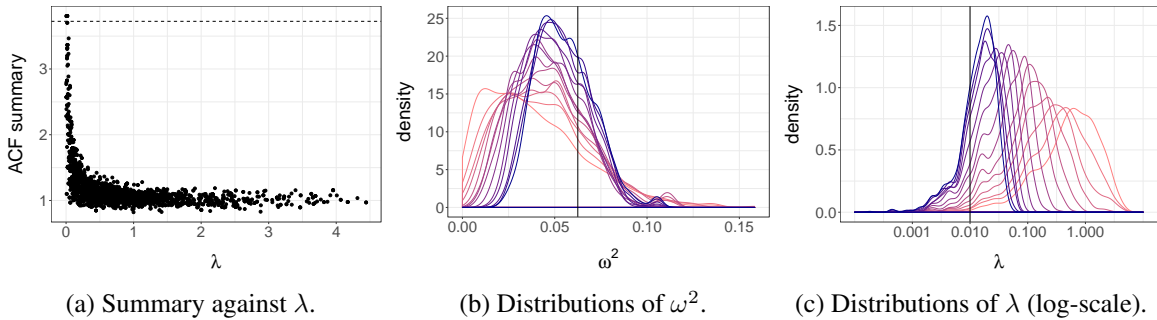 ACF summary
3
2
1
0
1
2
3
4
λ
density
25
20
15
10
5
0
0.00
0.05
0.10
0.15
ω²
density
1.5
1.0
0.5
0.0
0.001
0.010
0.100
1.000
λ
(a) Summary against λ.
(b) Distributions of ω².
(c) Distributions of λ (log-scale).